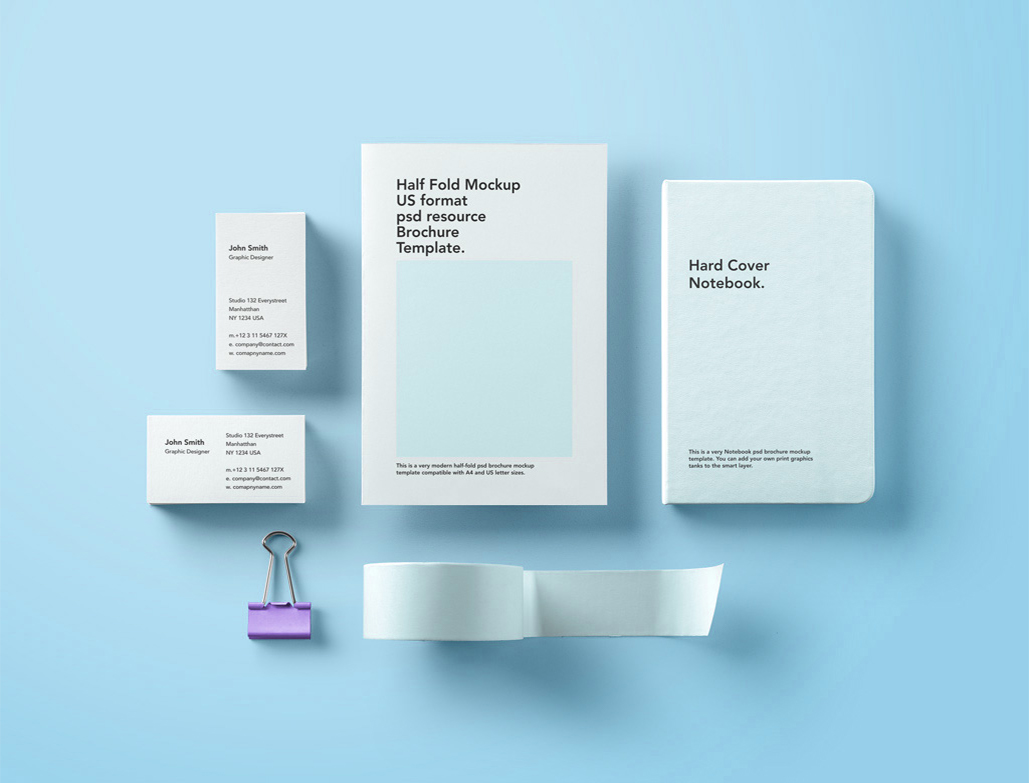 Half Fold Mockup
US format
psd resource
Brochure
Template.
This is a very modern half-fold psd brochure mockup
template compatible with A4 and US letter sizes.
John Smith
Graphic Designer
Studio 132 Everystreet
Manhatthan
NY 1234 USA
m.+12 3 11 5467 127X
e. company@contact.com
w. comapnyname.com
John Smith
Graphic Designer
Studio 132 Everystreet
Manhatthan
NY 1234 USA
m.+12 3 11 5467 127X
e. company@contact.com
w. comapnyname.com
Hard Cover
Notebook.
This is a very Notebook psd brochure mockup
template. You can add your own print graphics
tanks to the smart layer.